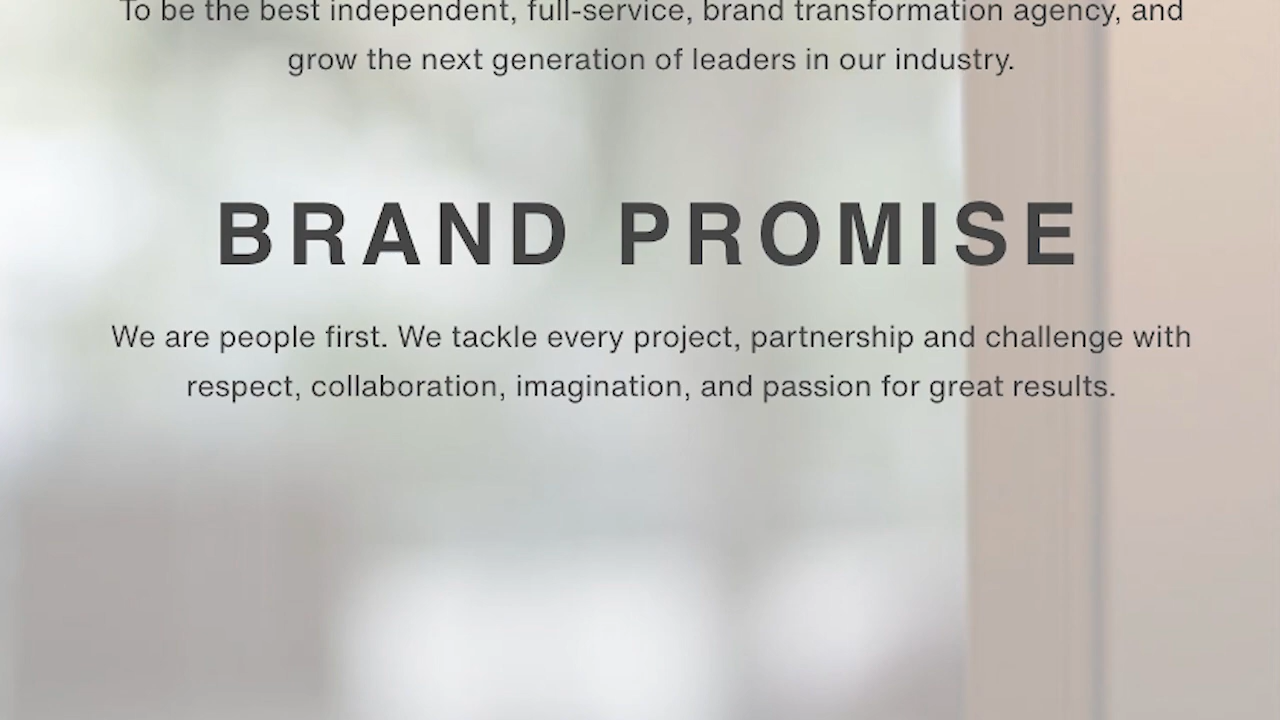 To be the best independent, full-service, brand transformation agency, and
grow the next generation of leaders in our industry.
BRAND PROMISE
We are people first. We tackle every project, partnership and challenge with
respect, collaboration, imagination, and passion for great results.